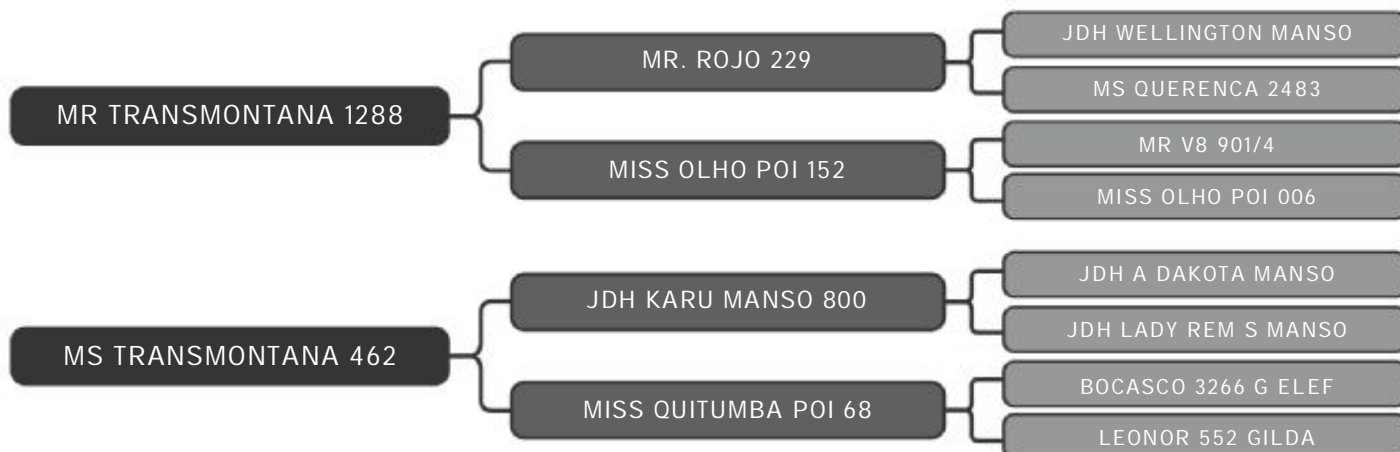 MR TRANSMONTANA 1288
MR. ROJO 229
JDH WELLINGTON MANSO
MS QUERENCA 2483
MISS OLHO POI 152
MR V8 901/4
MISS OLHO POI 006
MS TRANSMONTANA 462
JDH KARU MANSO 800
JDH A DAKOTA MANSO
JDH LADY REM S MANSO
MISS QUITUMBA POI 68
BOCASCO 3266 G ELEF
LEONOR 552 GILDA